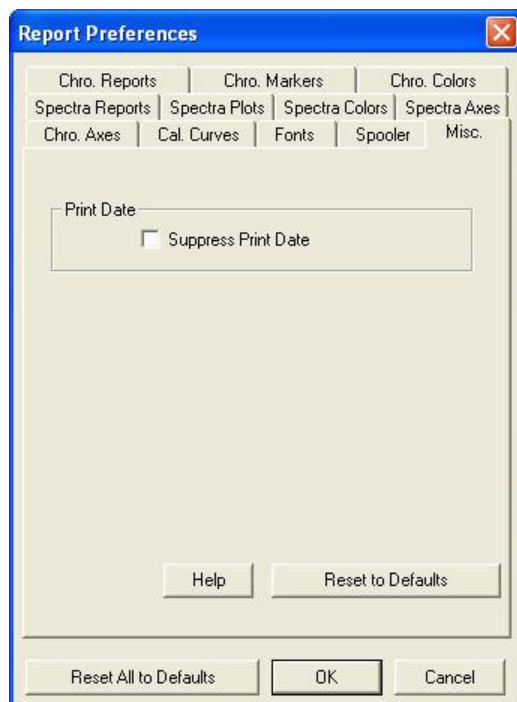 Report Preferences
Chro. Reports Chro. Markers Chro. Colors
Spectra Reports Spectra Plots Spectra Colors Spectra Axes
Chro. Axes Cal. Curves Fonts Spooler Misc.
Print Date
Suppress Print Date
Help Reset to Defaults
Reset All to Defaults OK Cancel